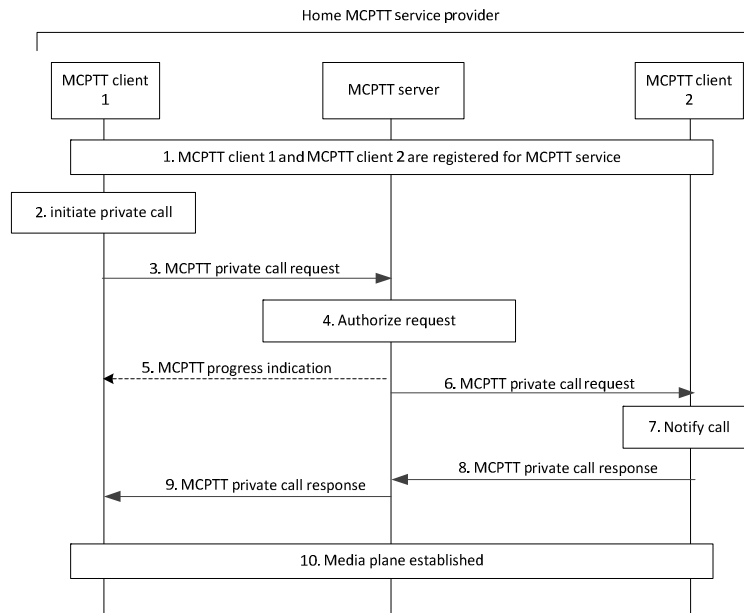 Home MCPTT service provider
MCPTT client
1
MCPTT server
MCPTT client
2
1. MCPTT client 1 and MCPTT client 2 are registered for MCPTT service
2. initiate private call
3. MCPTT private call request
4. Authorize request
5. MCPTT progress indication
6. MCPTT private call request
7. Notify call
8. MCPTT private call response
9. MCPTT private call response
10. Media plane established